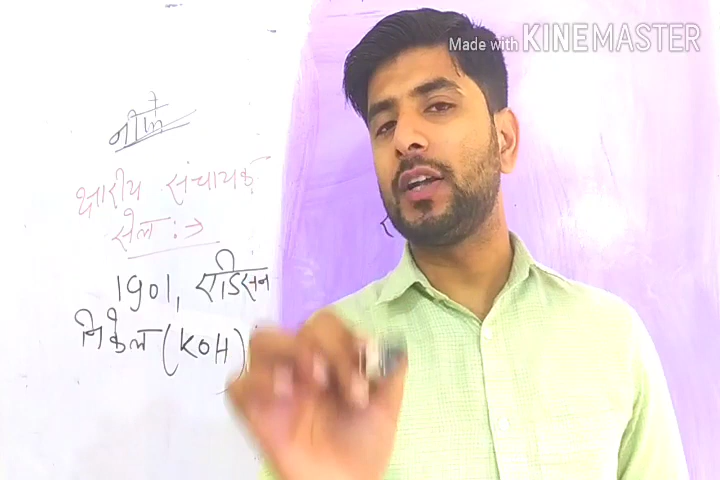 Made with KINEMASTER
नीफे
क्षारीय संचायक
सेल :->
1901, एडिसन
निकेल (KOH)